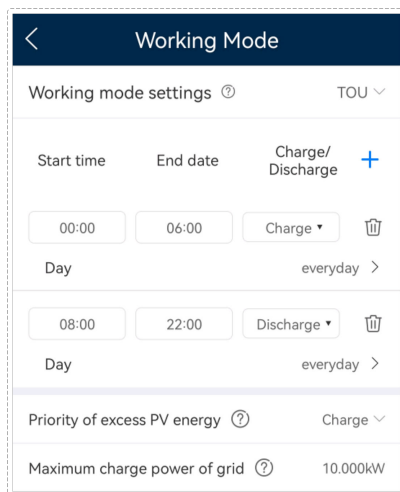 Working Mode
Working mode settings ? TOU
Start time End date Charge/
Discharge +
00:00 06:00 Charge
Day everyday
08:00 22:00 Discharge
Day everyday
Priority of excess PV energy ? Charge
Maximum charge power of grid ? 10.000kW